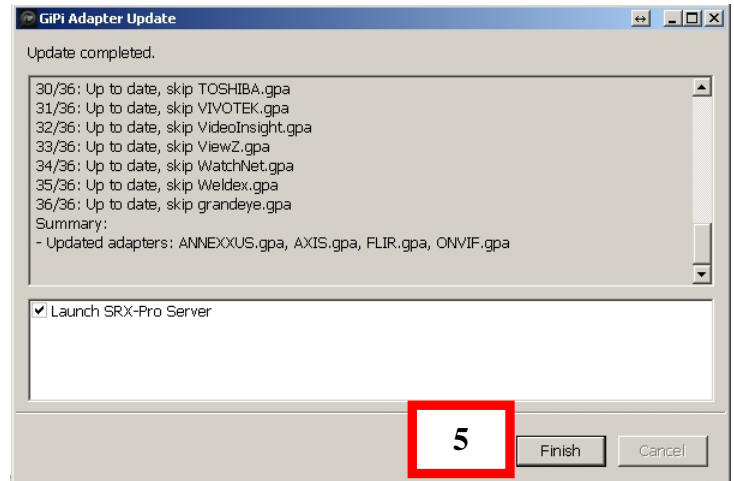 GiPi Adapter Update
Update completed.
30/36: Up to date, skip TOSHIBA.gpa
31/36: Up to date, skip VIVOTEK.gpa
32/36: Up to date, skip VideoInsight.gpa
33/36: Up to date, skip ViewZ.gpa
34/36: Up to date, skip WatchNet.gpa
35/36: Up to date, skip Weldex.gpa
36/36: Up to date, skip grandeye.gpa
Summary:
- Updated adapters: ANNEXXUS.gpa, AXIS.gpa, FLIR.gpa, ONVIF.gpa
Launch SRX-Pro Server
5
Finish
Cancel